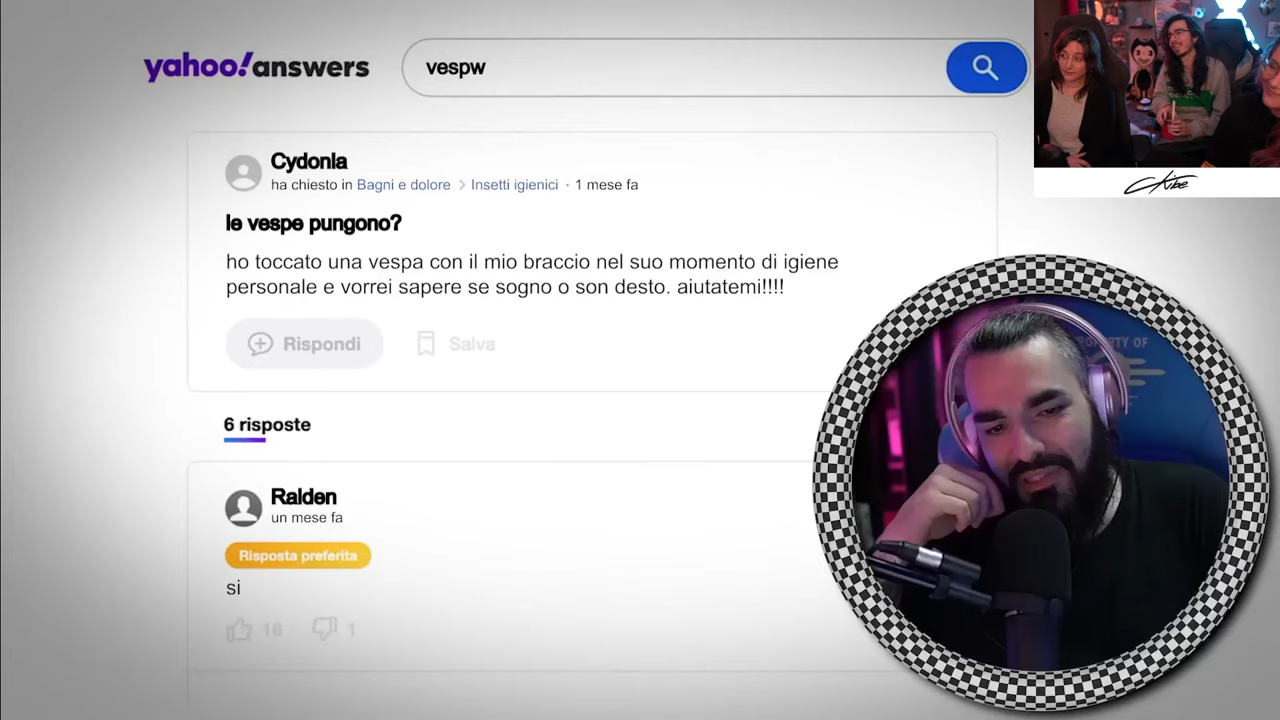 yahoo!answers
vespw
Cydonia
ha chiesto in Bagni e dolore > Insetti igienici · 1 mese fa
le vespe pungono?
ho toccato una vespa con il mio braccio nel suo momento di igiene
personale e vorrei sapere se sogno o son desto. aiutatemi!!!!
Rispondi
Salva
6 risposte
Raiden
un mese fa
Risposta preferita
si
16
1